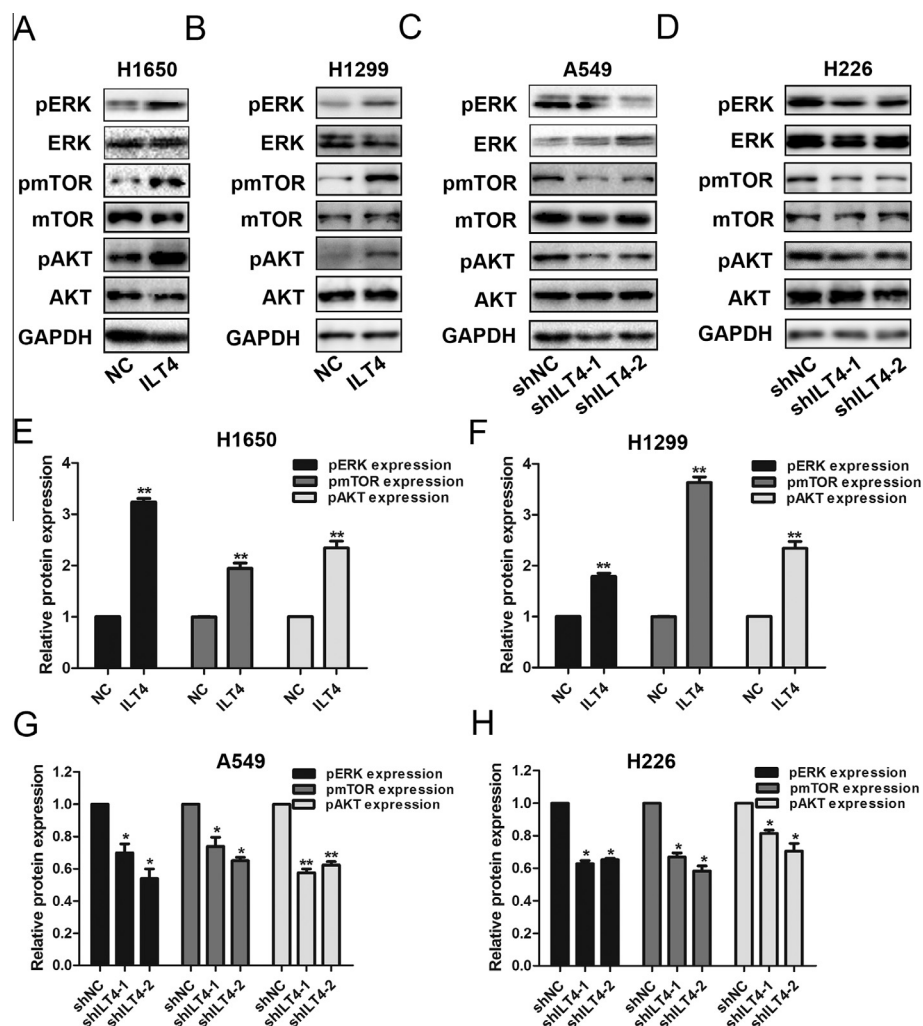 A
B
C
D
H1650
H1299
A549
H226
pERK
ERK
pmTOR
mTOR
pAKT
AKT
GAPDH
NC ILT4
pERK
ERK
pmTOR
mTOR
pAKT
AKT
GAPDH
NC ILT4
pERK
ERK
pmTOR
mTOR
pAKT
AKT
GAPDH
shNC shILT4-1 shILT4-2
pERK
ERK
pmTOR
mTOR
pAKT
AKT
GAPDH
shNC shILT4-1 shILT4-2
E
H1650
Relative protein expression
4
3
2
1
0
pERK expression
pmTOR expression
pAKT expression
** ** **
NC ILT4 NC ILT4 NC ILT4
F
H1299
Relative protein expression
4
3
2
1
0
pERK expression
pmTOR expression
pAKT expression
** ** **
NC ILT4 NC ILT4 NC ILT4
G
A549
Relative protein expression
1.2
1.0
0.8
0.6
0.4
0.2
0.0
pERK expression
pmTOR expression
pAKT expression
* * * * ** **
shNC shILT4-1 shILT4-2 shNC shILT4-1 shILT4-2 shNC shILT4-1 shILT4-2
H
H226
Relative protein expression
1.2
1.0
0.8
0.6
0.4
0.2
0.0
pERK expression
pmTOR expression
pAKT expression
* * * * * *
shNC shILT4-1 shILT4-2 shNC shILT4-1 shILT4-2 shNC shILT4-1 shILT4-2